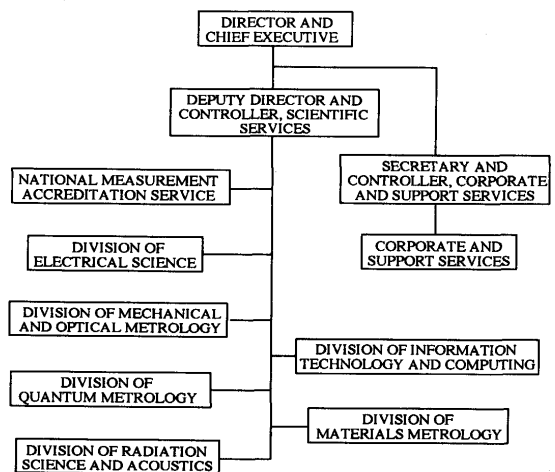 DIRECTOR AND
CHIEF EXECUTIVE
DEPUTY DIRECTOR AND
CONTROLLER, SCIENTIFIC
SERVICES
SECRETARY AND
CONTROLLER, CORPORATE
AND SUPPORT SERVICES
NATIONAL MEASUREMENT
ACCREDITATION SERVICE
CORPORATE AND
SUPPORT SERVICES
DIVISION OF
ELECTRICAL SCIENCE
DIVISION OF MECHANICAL
AND OPTICAL METROLOGY
DIVISION OF INFORMATION
TECHNOLOGY AND COMPUTING
DIVISION OF
QUANTUM METROLOGY
DIVISION OF
MATERIALS METROLOGY
DIVISION OF RADIATION
SCIENCE AND ACOUSTICS